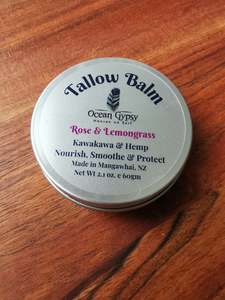 Tallow Balm
Ocean Gypsy
Rose & Lemongrass
Kawakawa & Hemp
Nourish, Smoothe & Protect
Made in Mangawhai, NZ
Net Wt 2.1 oz. e 60gm